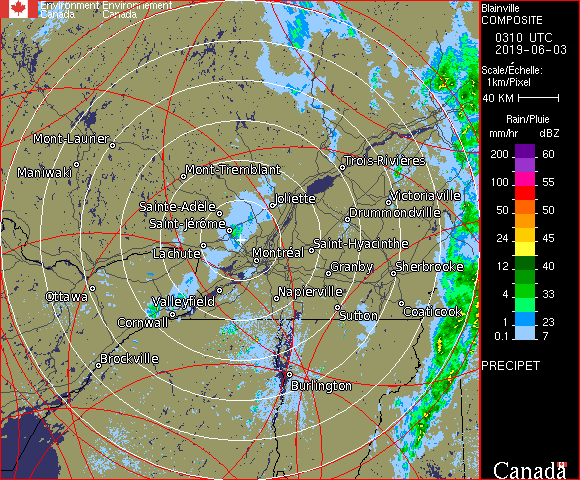 Environment Environnement
Canada Canada
Blainville
COMPOSITE
0310 UTC
2019-06-03
Scale/Échelle:
1km/Pixel
40 KM
Rain/Pluie
mm/hr dBZ
200 60
100 55
50 50
24 45
12 40
4 33
1 23
0.1 7
PRECIPET
Canada
Mont-Laurier
Maniwaki
Mont-Tremblant
Trois-Rivières
Sainte-Adèle
Joliette
Victoriaville
Drummondville
Saint-Jérôme
Saint-Hyacinthe
Lachute
Montréal
Granby
Sherbrooke
Ottawa
Valleyfield
Napierville
Coaticook
Cornwall
Sutton
Brockville
Burlington